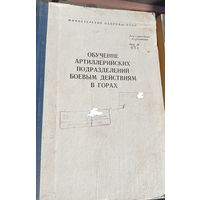 МИНИСТЕРСТВО ОБОРОНЫ СССР
ОБУЧЕНИЕ
АРТИЛЛЕРИЙСКИХ
ПОДРАЗДЕЛЕНИЙ
БОЕВЫМ ДЕЙСТВИЯМ
В ГОРАХ